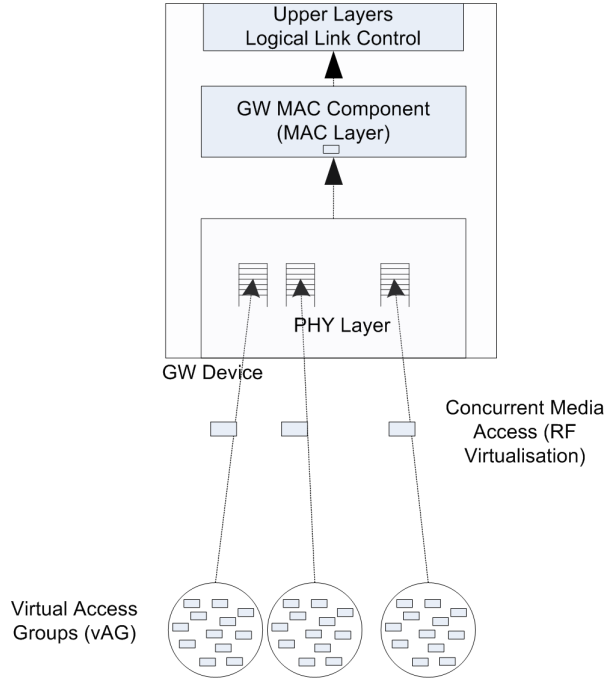 Upper Layers
Logical Link Control
GW MAC Component
(MAC Layer)
PHY Layer
GW Device
Concurrent Media
Access (RF
Virtualisation)
Virtual Access
Groups (vAG)